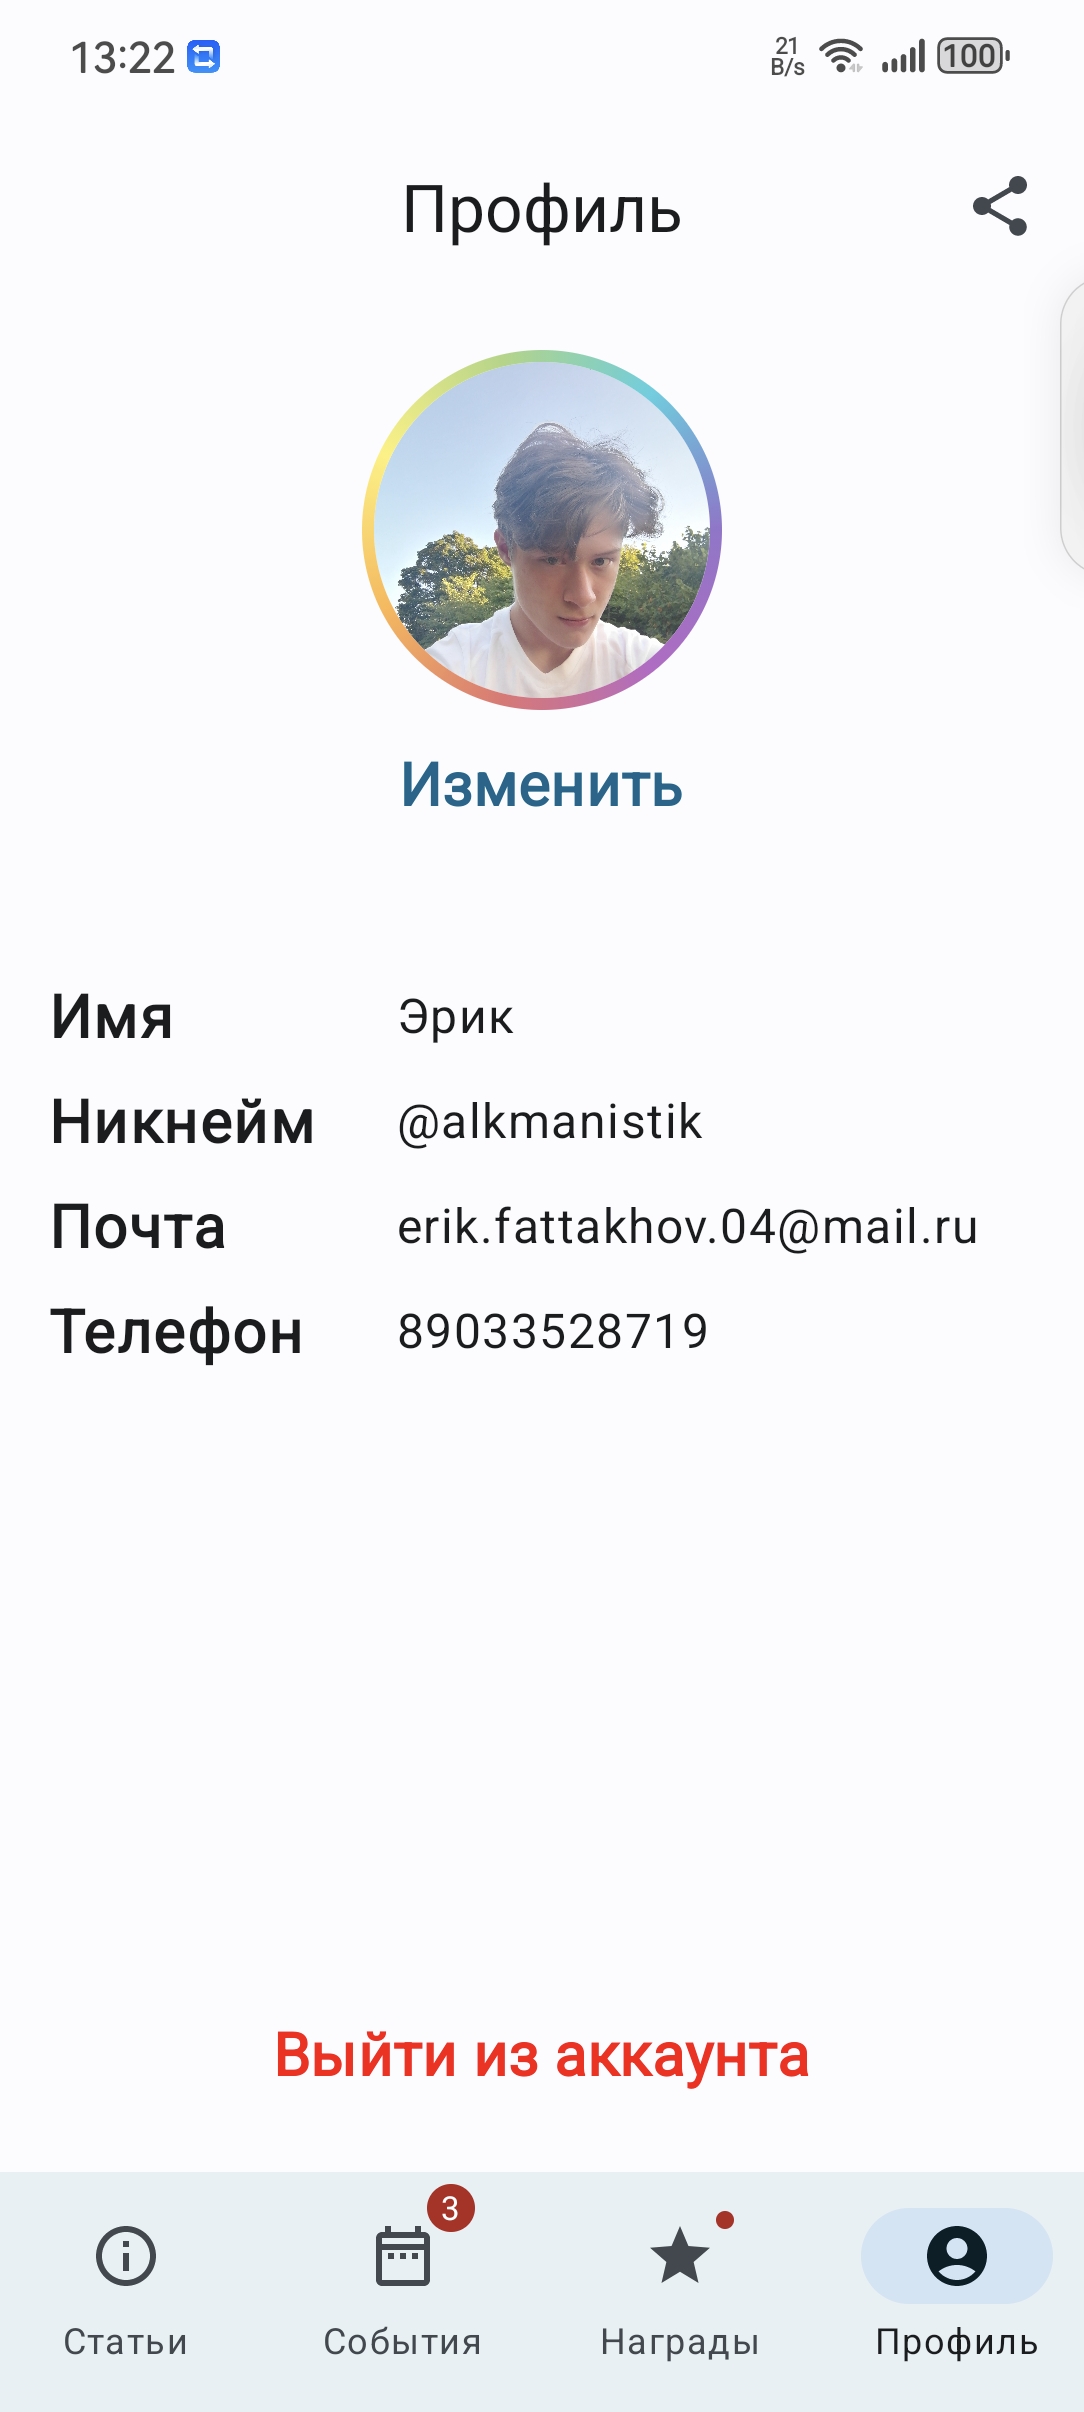 13:22
21
B/s
100
Профиль
Изменить
Имя
Эрик
Никнейм
@alkmanistik
Почта
erik.fattakhov.04@mail.ru
Телефон
89033528719
Выйти из аккаунта
3
Статьи
События
Награды
Профиль